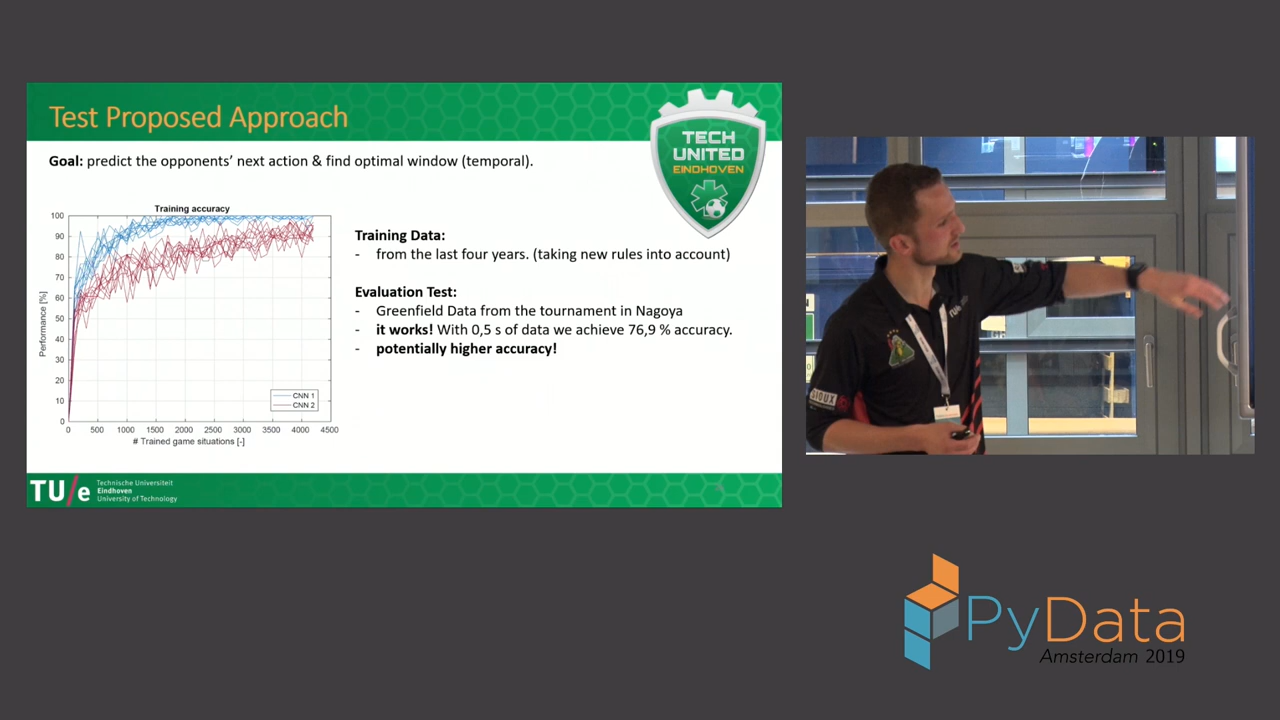 Test Proposed Approach
TECH
UNITED
EINDHOVEN
Goal: predict the opponents' next action & find optimal window (temporal).
Training accuracy
100
90
80
70
60
50
40
30
20
10
0
Performance [%]
0 500 1000 1500 2000 2500 3000 3500 4000 4500
# Trained game situations [-]
CNN 1
CNN 2
Training Data:
- from the last four years. (taking new rules into account)
Evaluation Test:
- Greenfield Data from the tournament in Nagoya
- it works! With 0,5 s of data we achieve 76,9 % accuracy.
- potentially higher accuracy!
TU/e
Technische Universiteit
Eindhoven
University of Technology
TU/e
SIOUX
PyData
Amsterdam 2019